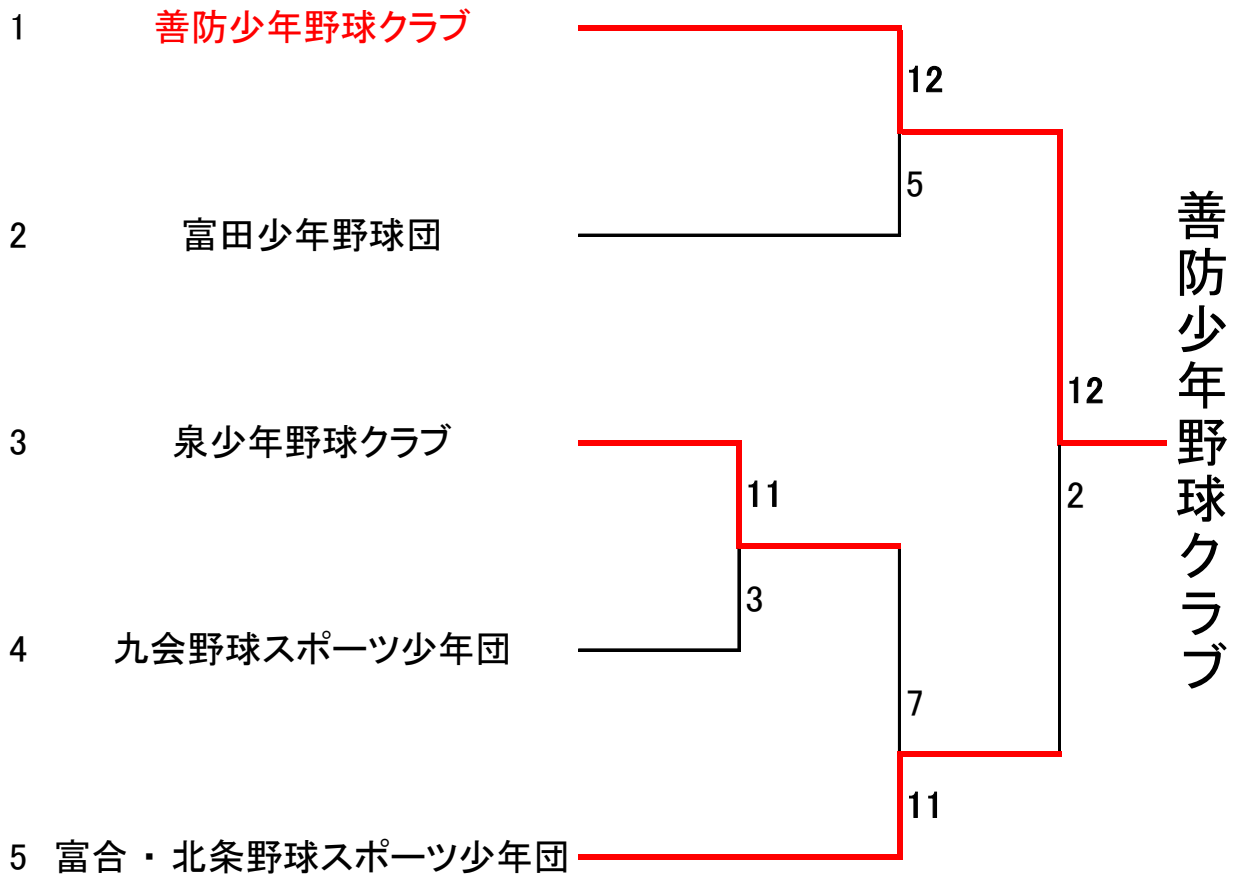 1 善防少年野球クラブ
12
5
2 富田少年野球団
善防少年野球クラブ
12
3 泉少年野球クラブ
11
2
3
4 九会野球スポーツ少年団
7
11
5 富合・北条野球スポーツ少年団